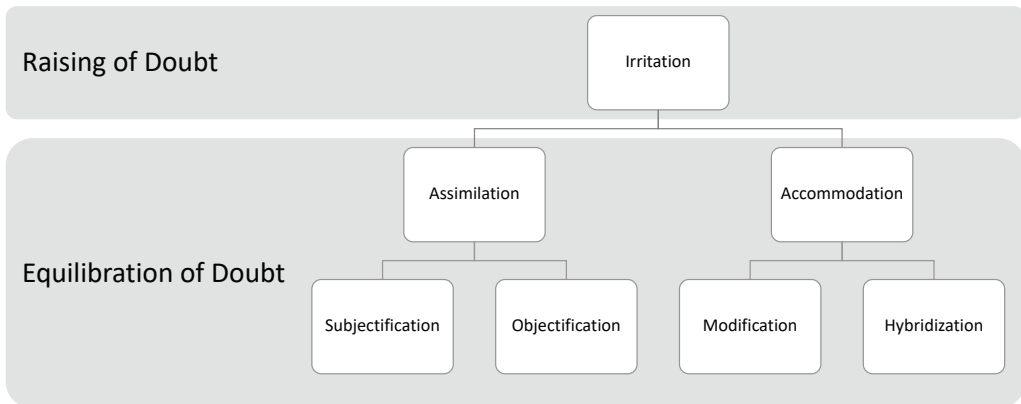 Raising of Doubt
Irritation
Assimilation
Accommodation
Equilibration of Doubt
Subjectification
Objectification
Modification
Hybridization